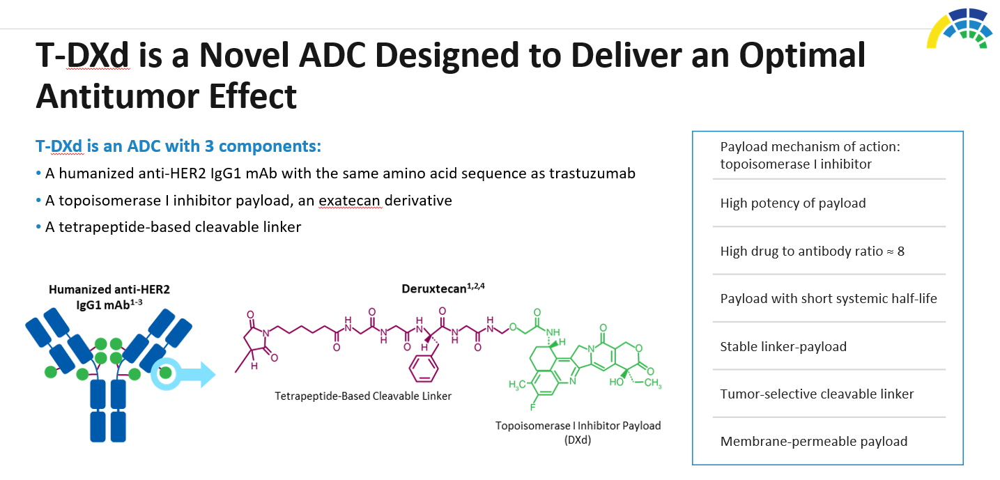 T-DXd is a Novel ADC Designed to Deliver an Optimal
Antitumor Effect
T-DXd is an ADC with 3 components:
• A humanized anti-HER2 IgG1 mAb with the same amino acid sequence as trastuzumab
• A topoisomerase I inhibitor payload, an exatecan derivative
• A tetrapeptide-based cleavable linker
Humanized anti-HER2
IgG1 mAb1-3
Deruxtecan1,2,4
O
N
O
H
O
H
N
O
N
H
O
H
N
H
O
N
H
O
H
N
O
O
NH
H
O
N
O
O
HO
CH3
N
H3C
F
Tetrapeptide-Based Cleavable Linker
Topoisomerase I Inhibitor Payload
(DXd)
Payload mechanism of action:
topoisomerase I inhibitor
High potency of payload
High drug to antibody ratio ≈ 8
Payload with short systemic half-life
Stable linker-payload
Tumor-selective cleavable linker
Membrane-permeable payload